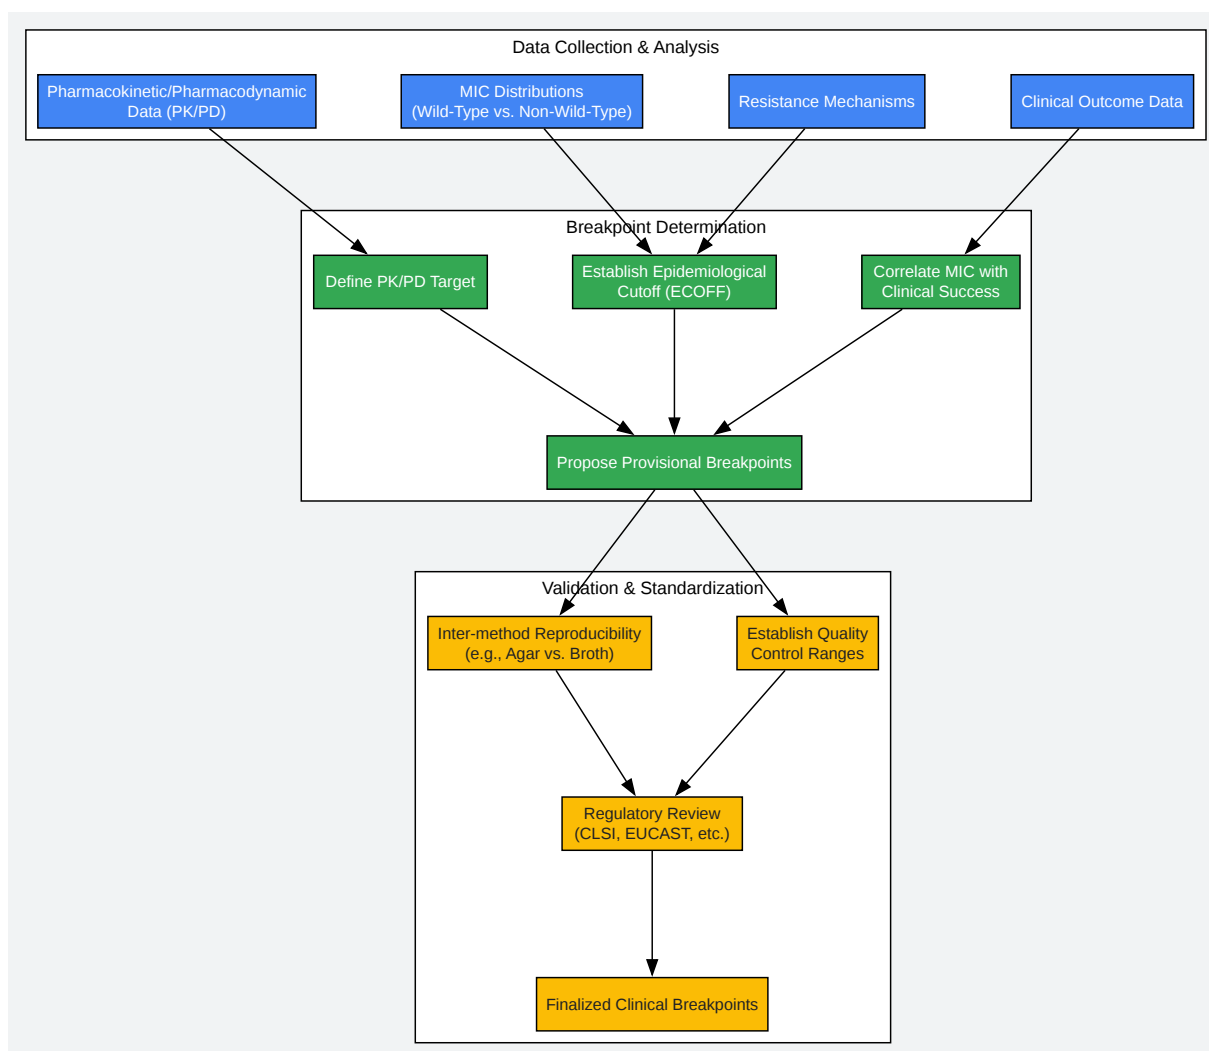 Data Collection & Analysis
Pharmacokinetic/Pharmacodynamic
Data (PK/PD)
MIC Distributions
(Wild-Type vs. Non-Wild-Type)
Resistance Mechanisms
Clinical Outcome Data
Breakpoint Determination
Define PK/PD Target
Establish Epidemiological
Cutoff (ECOFF)
Correlate MIC with
Clinical Success
Propose Provisional Breakpoints
Validation & Standardization
Inter-method Reproducibility
(e.g., Agar vs. Broth)
Establish Quality
Control Ranges
Regulatory Review
(CLSI, EUCAST, etc.)
Finalized Clinical Breakpoints